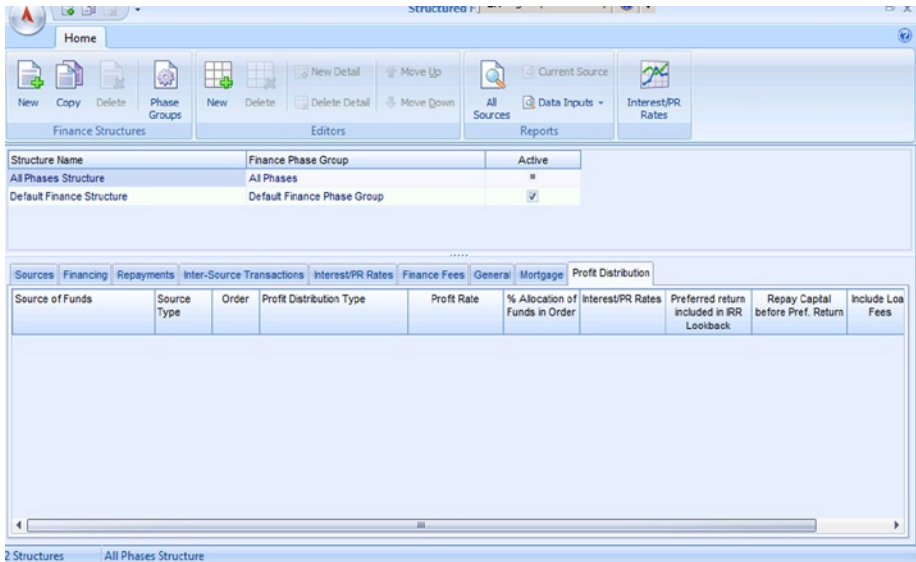 Structured F
Home
New Copy Delete Phase Groups
Finance Structures
New Delete New Detail Delete Detail Move Up Move Down
Editors
All Sources Current Source Data Inputs
Reports
Interest/PR Rates
Structure Name Finance Phase Group Active
All Phases Structure All Phases
Default Finance Structure Default Finance Phase Group
Sources Financing Repayments Inter-Source Transactions Interest/PR Rates Finance Fees General Mortgage Profit Distribution
Source of Funds Source Type Order Profit Distribution Type Profit Rate % Allocation of Funds in Order Interest/PR Rates Preferred return included in IRR Lookback Repay Capital before Pref. Return Include Loa Fees
2 Structures All Phases Structure